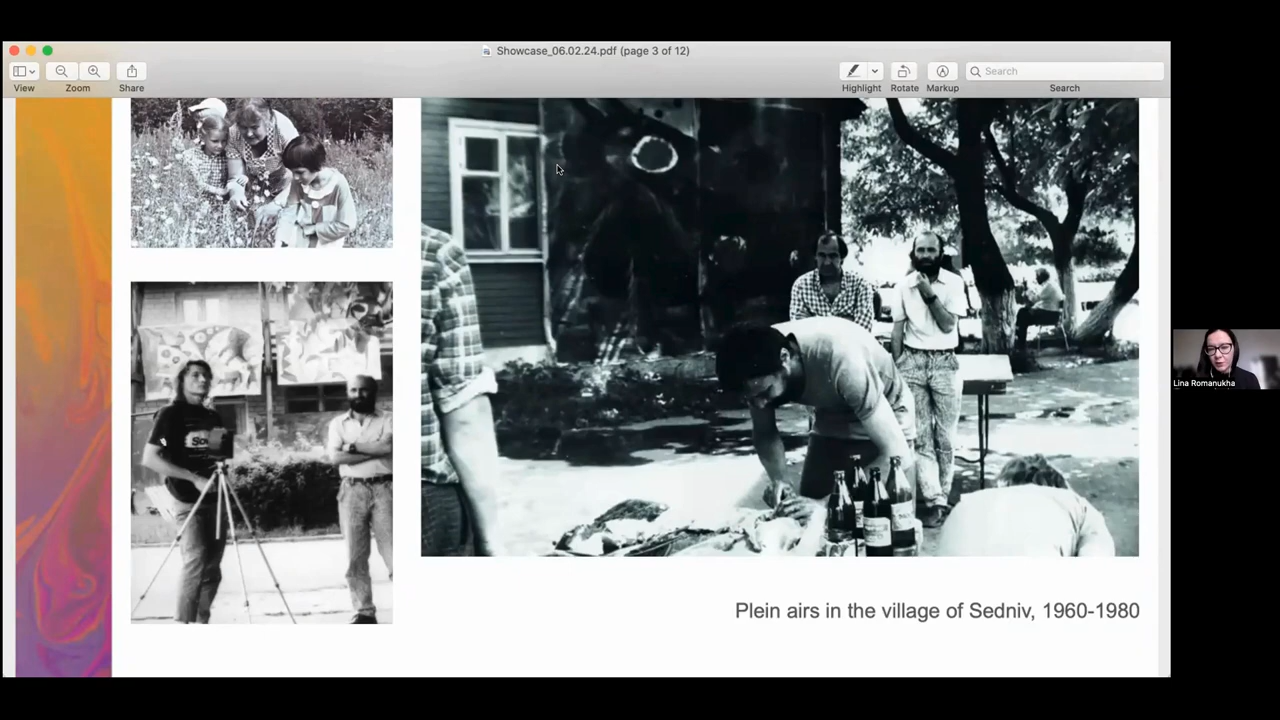 Showcase_06.02.24.pdf (page 3 of 12)
Search
View
Zoom
Share
Highlight
Rotate
Markup
Search
Plein airs in the village of Sedniv, 1960-1980
Lina Romanukha